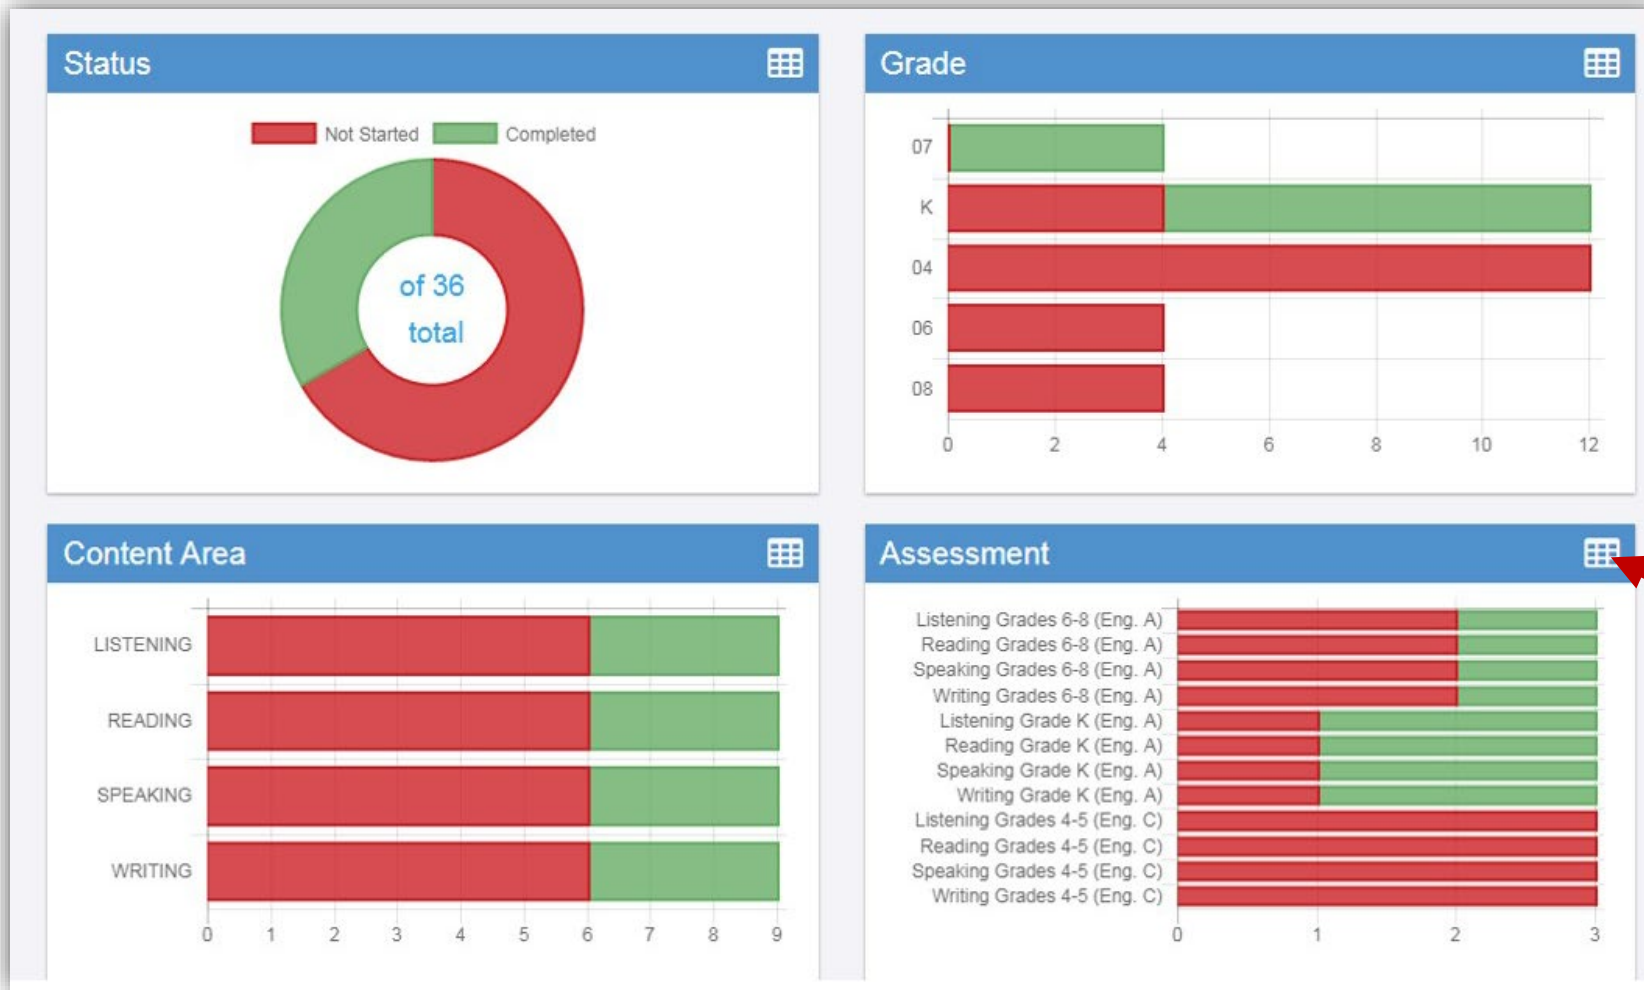 Status
Not Started Completed
of 36
total
Grade
07
K
04
06
08
0 2 4 6 8 10 12
Content Area
LISTENING
READING
SPEAKING
WRITING
0 1 2 3 4 5 6 7 8 9
Assessment
Listening Grades 6-8 (Eng. A)
Reading Grades 6-8 (Eng. A)
Speaking Grades 6-8 (Eng. A)
Writing Grades 6-8 (Eng. A)
Listening Grade K (Eng. A)
Reading Grade K (Eng. A)
Speaking Grade K (Eng. A)
Writing Grade K (Eng. A)
Listening Grades 4-5 (Eng. C)
Reading Grades 4-5 (Eng. C)
Speaking Grades 4-5 (Eng. C)
Writing Grades 4-5 (Eng. C)
0 1 2 3